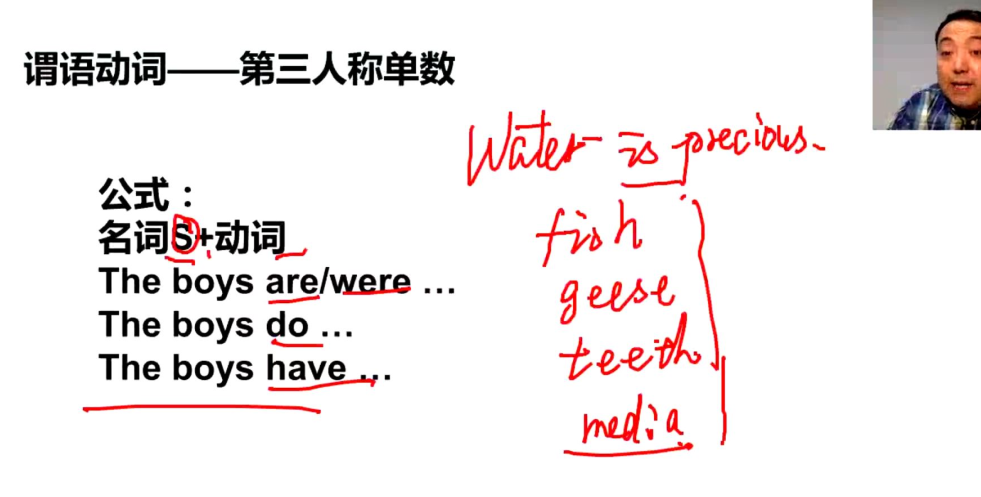 谓语动词——第三人称单数
Water is precious.
公式：
名词S+动词
fish
The boys are/were …
geese
The boys do …
teeth
The boys have …
media